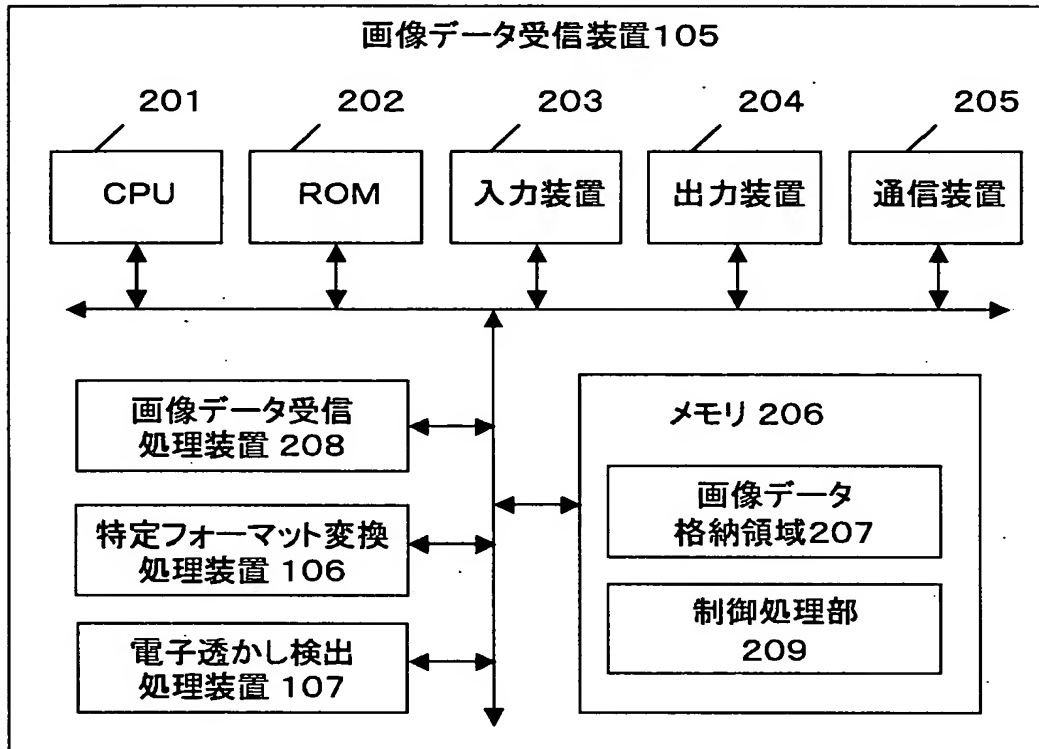 画像データ受信装置105
201 202 203 204 205
CPU ROM 入力装置 出力装置 通信装置
画像データ受信
処理装置 208
特定フォーマット変換
処理装置 106
電子透かし検出
処理装置 107
メモリ 206
画像データ
格納領域207
制御処理部
209